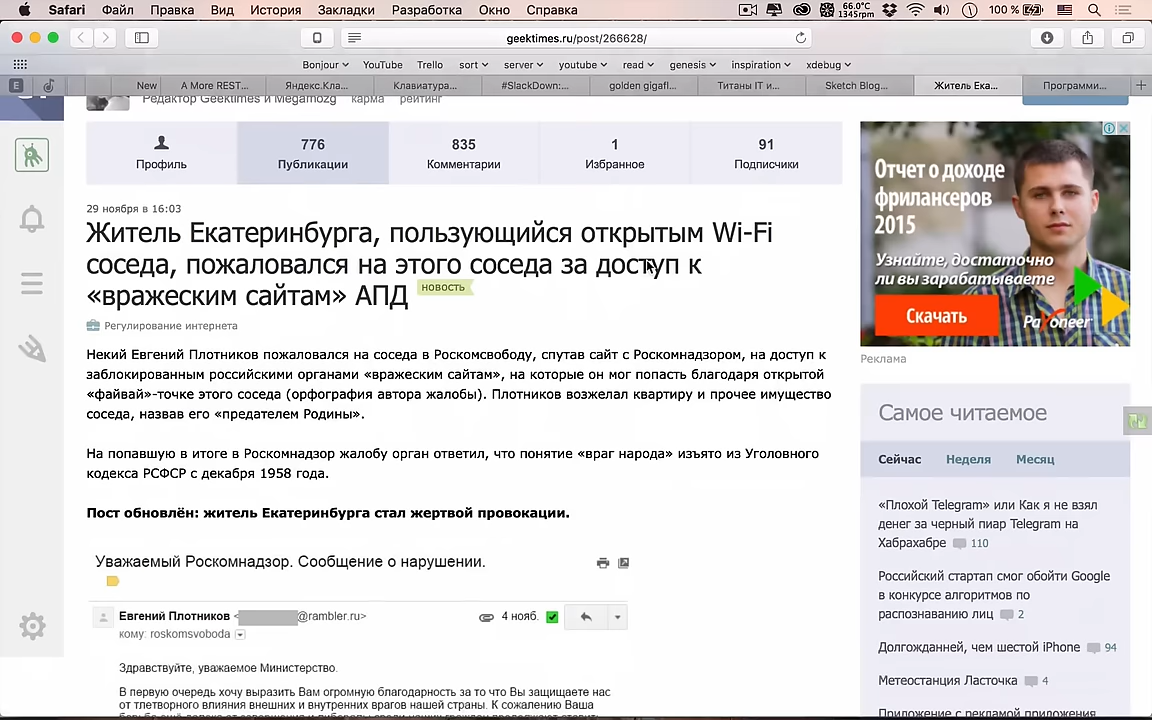 Safari Файл Правка Вид История Закладки Разработка Окно Справка 66.0°C 1345rpm 100 %
geektimes.ru/post/266628/
Bonjour YouTube Trello sort server youtube read genesis inspiration xdebug
E New A More REST... Яндекс.Кла... Клавиатура... #SlackDown:... golden gigafl... Титаны IT и... Sketch Blog... Житель Ека... Программи...
Редактор Geektimes и Megamozg карма рейтинг
776 835 1 91
Профиль Публикации Комментарии Избранное Подписчики
29 ноября в 16:03
Житель Екатеринбурга, пользующийся открытым Wi-Fi
соседа, пожаловался на этого соседа за доступ к
«вражеским сайтам» АПД новость
Регулирование интернета
Некий Евгений Плотников пожаловался на соседа в Роскомсвободу, спутав сайт с Роскомнадзором, на доступ к
заблокированным российскими органами «вражеским сайтам», на которые он мог попасть благодаря открытой
«файвай»-точке этого соседа (орфография автора жалобы). Плотников возжелал квартиру и прочее имущество
соседа, назвав его «предателем Родины».
На попавшую в итоге в Роскомнадзор жалобу орган ответил, что понятие «враг народа» изъято из Уголовного
кодекса РСФСР с декабря 1958 года.
Пост обновлён: житель Екатеринбурга стал жертвой провокации.
Уважаемый Роскомнадзор. Сообщение о нарушении.
Евгений Плотников < @rambler.ru> 4 нояб.
кому: roskomsvoboda
Здравствуйте, уважаемое Министерство.
В первую очередь хочу выразить Вам огромную благодарность за то что Вы защищаете нас
от тлетворного влияния внешних и внутренних врагов нашей страны. К сожалению Ваша
Отчет о доходе
фрилансеров
2015
Узнайте, достаточно
ли вы зарабатываете
Скачать
Payoneer
Реклама
Самое читаемое
Сейчас Неделя Месяц
«Плохой Telegram» или Как я не взял
денег за черный пиар Telegram на
Хабрахабре 110
Российский стартап смог обойти Google
в конкурсе алгоритмов по
распознаванию лиц 2
Долгожданней, чем шестой iPhone 94
Метеостанция Ласточка 4
Приложение с рекламой приложения